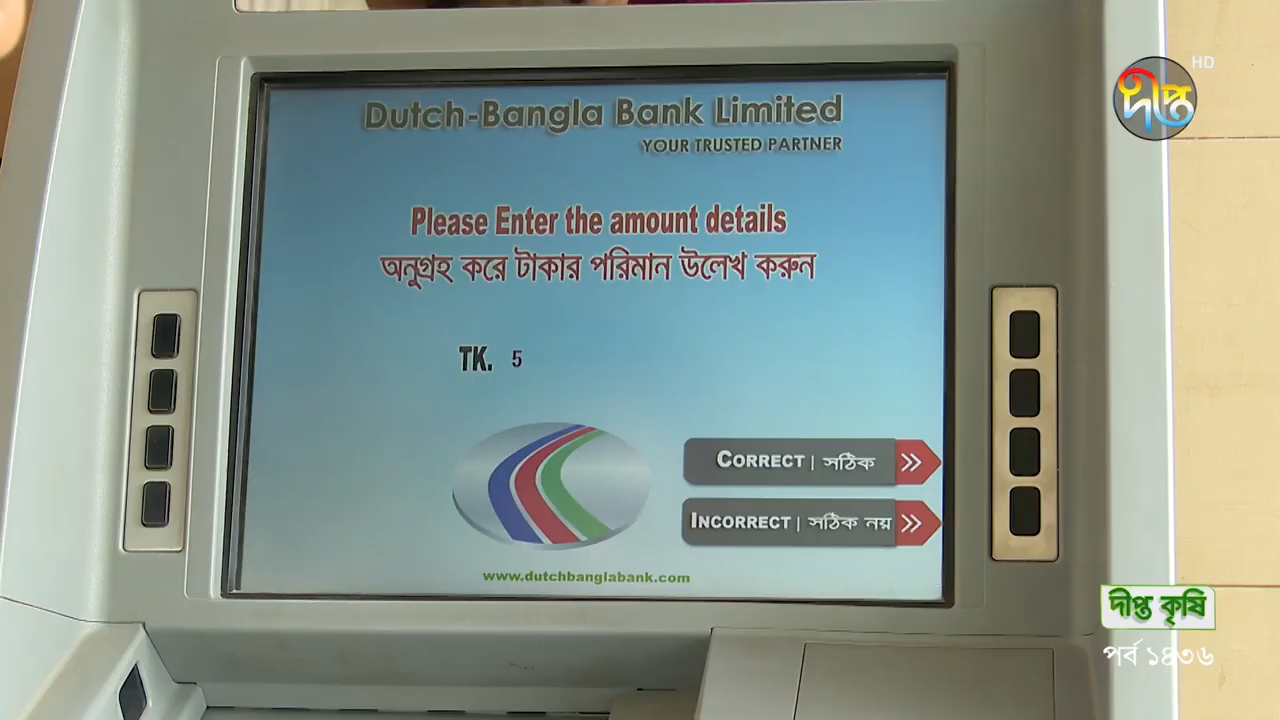 Dutch-Bangla Bank Limited
YOUR TRUSTED PARTNER
Please Enter the amount details
অনুগ্রহ করে টাকার পরিমান উলেখ করুন
TK. 5
CORRECT | সঠিক
INCORRECT | সঠিক নয়
www.dutchbanglabank.com
দীপ্ত HD
দীপ্ত কৃষি
পর্ব ১৪৩৬